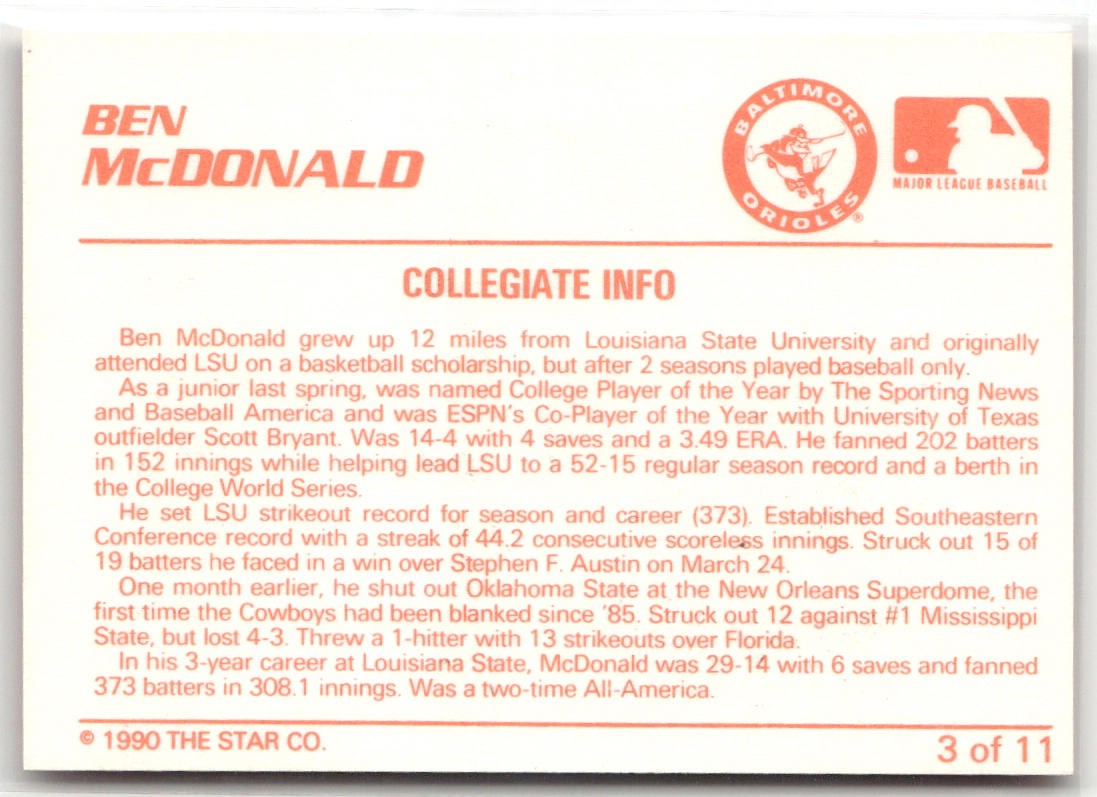 BEN
McDONALD
BALTIMORE
ORIOLES
®
MAJOR LEAGUE BASEBALL
COLLEGIATE INFO
Ben McDonald grew up 12 miles from Louisiana State University and originally
attended LSU on a basketball scholarship, but after 2 seasons played baseball only.
As a junior last spring, was named College Player of the Year by The Sporting News
and Baseball America and was ESPN's Co-Player of the Year with University of Texas
outfielder Scott Bryant. Was 14-4 with 4 saves and a 3.49 ERA. He fanned 202 batters
in 152 innings while helping lead LSU to a 52-15 regular season record and a berth in
the College World Series.
He set LSU strikeout record for season and career (373). Established Southeastern
Conference record with a streak of 44.2 consecutive scoreless innings. Struck out 15 of
19 batters he faced in a win over Stephen F. Austin on March 24.
One month earlier, he shut out Oklahoma State at the New Orleans Superdome, the
first time the Cowboys had been blanked since '85. Struck out 12 against #1 Mississippi
State, but lost 4-3. Threw a 1-hitter with 13 strikeouts over Florida.
In his 3-year career at Louisiana State, McDonald was 29-14 with 6 saves and fanned
373 batters in 308.1 innings. Was a two-time All-America.
© 1990 THE STAR CO.
3 of 11